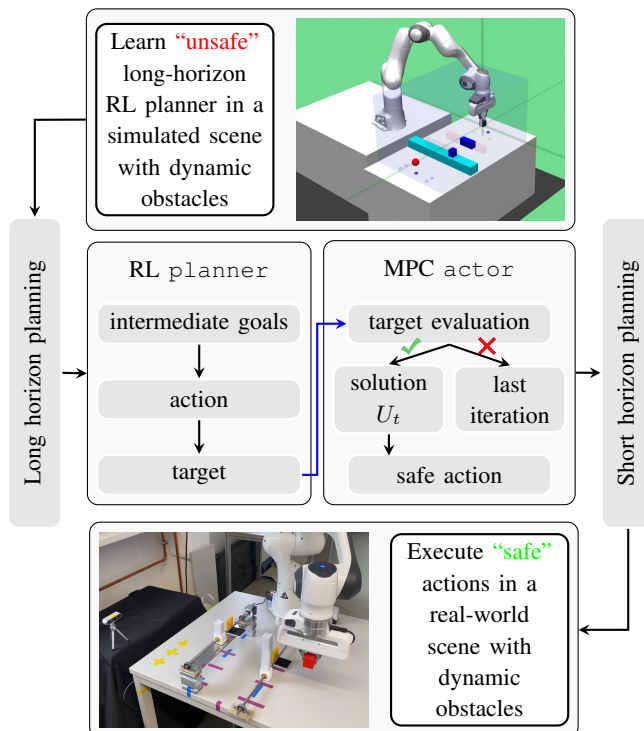 Learn “unsafe”
long-horizon
RL planner in a
simulated scene
with dynamic
obstacles
Long horizon planning
RL planner
intermediate goals
action
target
MPC actor
target evaluation
solution
U_t
last
iteration
safe action
Short horizon planning
Execute “safe”
actions in a
real-world
scene with
dynamic
obstacles